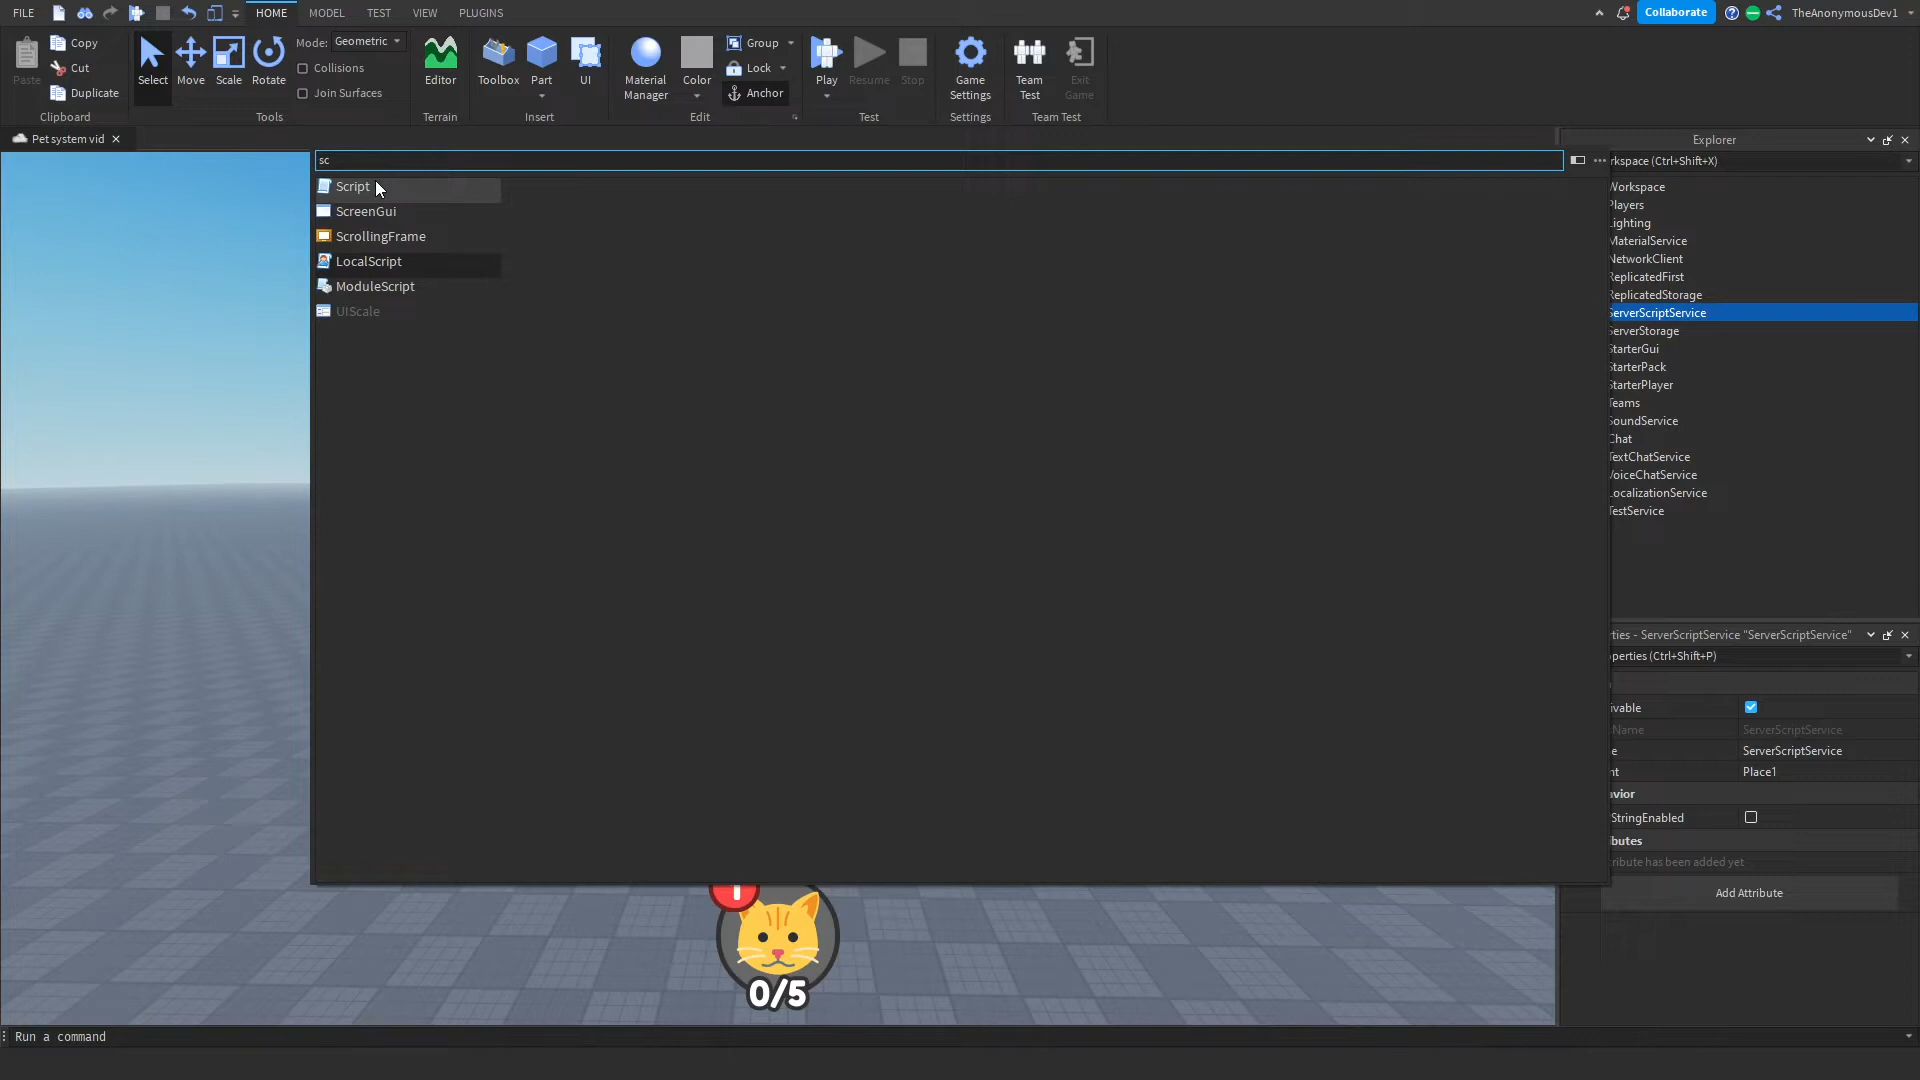 FILE
HOME
MODEL
TEST
VIEW
PLUGINS
Collaborate
TheAnonymousDev1
Paste
Copy
Cut
Duplicate
Clipboard
Select
Move
Scale
Rotate
Mode: Geometric
Collisions
Join Surfaces
Tools
Editor
Terrain
Toolbox
Part
UI
Insert
Material
Manager
Color
Group
Lock
Anchor
Edit
Play
Resume
Stop
Test
Game
Settings
Settings
Team
Test
Exit
Game
Team Test
Pet system vid
sc
Script
ScreenGui
ScrollingFrame
LocalScript
ModuleScript
UIScale
Explorer
rkspace (Ctrl+Shift+X)
Workspace
Players
Lighting
MaterialService
NetworkClient
ReplicatedFirst
ReplicatedStorage
ServerScriptService
ServerStorage
StarterGui
StarterPack
StarterPlayer
Teams
SoundService
Chat
TextChatService
VoiceChatService
LocalizationService
TestService
ties - ServerScriptService "ServerScriptService"
perties (Ctrl+Shift+P)
ivable
Name ServerScriptService
e ServerScriptService
nt Place1
avior
StringEnabled
ibutes
tribute has been added yet
Add Attribute
0/5
Run a command